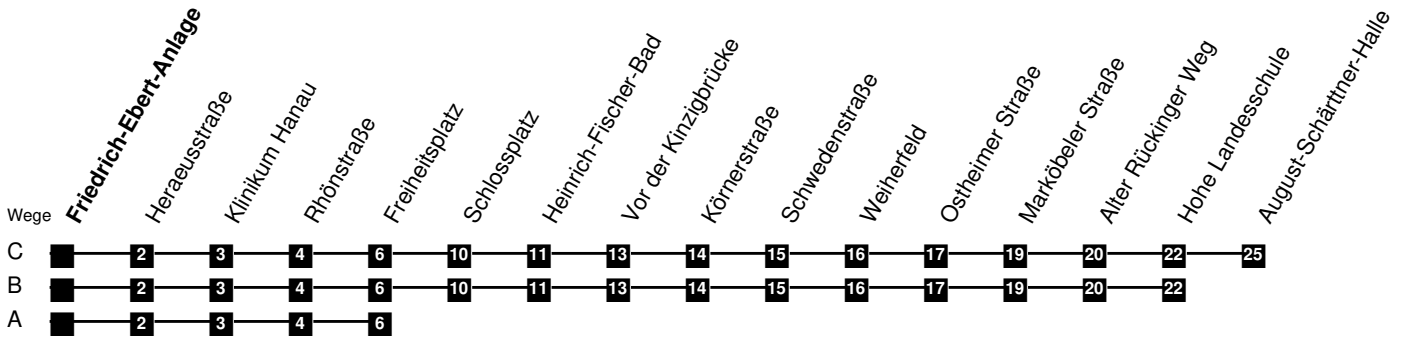 Friedrich-Ebert-Anlage
Heraeusstraße
Klinikum Hanau
Rhönstraße
Freiheitsplatz
Schlossplatz
Heinrich-Fischer-Bad
Vor der Kinzigbrücke
Körnerstraße
Schwedenstraße
Weiherfeld
Ostheimer Straße
Marköbeler Straße
Alter Rückinger Weg
Hohe Landesschule
August-Schärttner-Halle
Wege
C 2 3 4 6 10 11 13 14 15 16 17 19 20 22 25
B 2 3 4 6 10 11 13 14 15 16 17 19 20 22
A 2 3 4 6